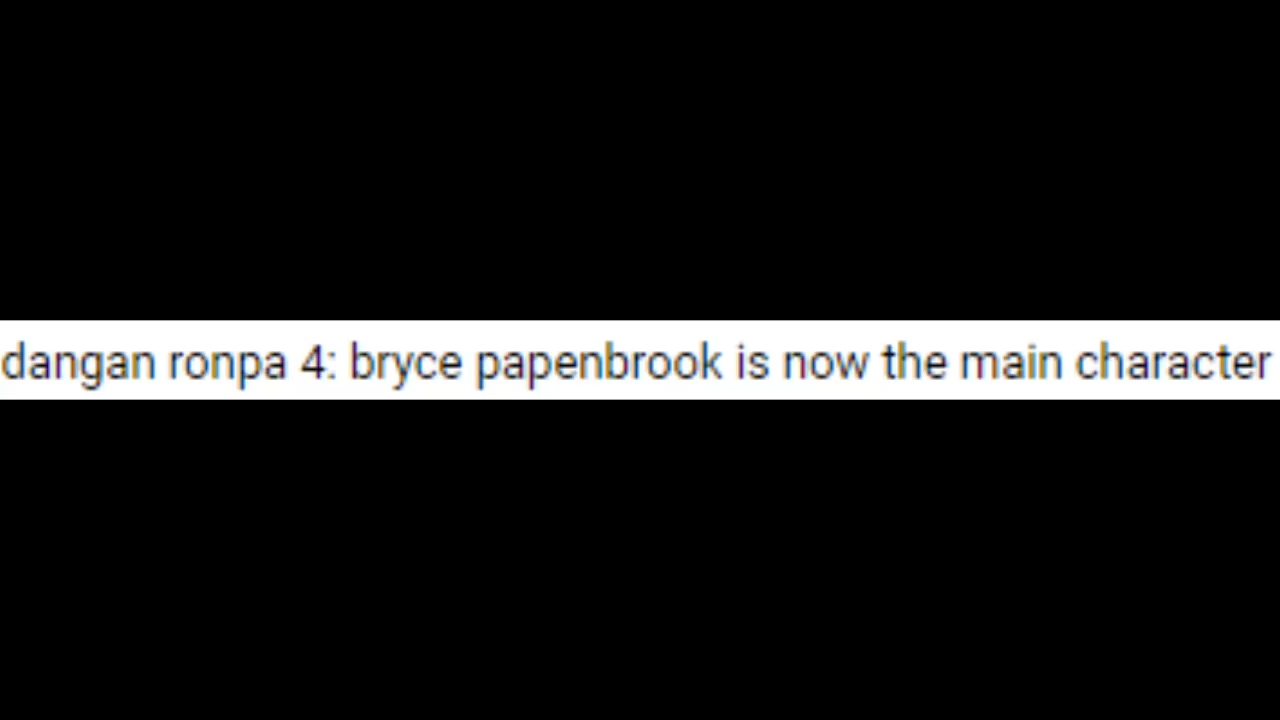 dangan ronpa 4: bryce papenbrook is now the main character